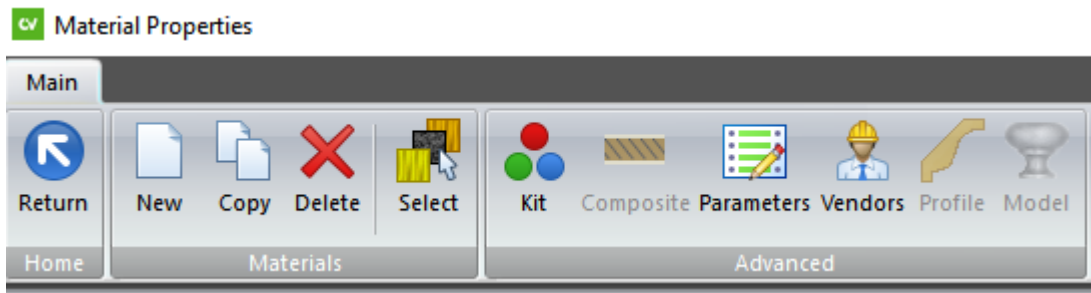 CV Material Properties
Main
Return New Copy Delete Select Kit Composite Parameters Vendors Profile Model
Home Materials Advanced